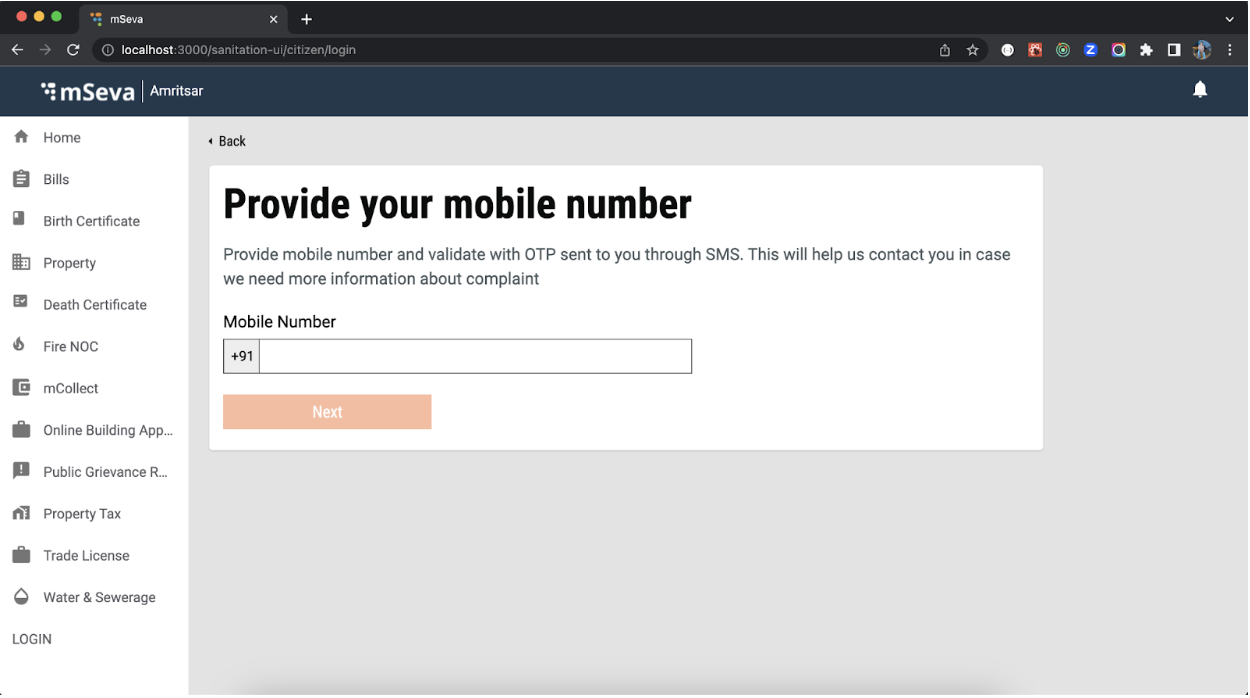 mSeva
localhost:3000/sanitation-ui/citizen/login
mSeva
Amritsar
Home
Bills
Birth Certificate
Property
Death Certificate
Fire NOC
mCollect
Online Building App...
Public Grievance R...
Property Tax
Trade License
Water & Sewerage
LOGIN
Back
Provide your mobile number
Provide mobile number and validate with OTP sent to you through SMS. This will help us contact you in case
we need more information about complaint
Mobile Number
+91
Next